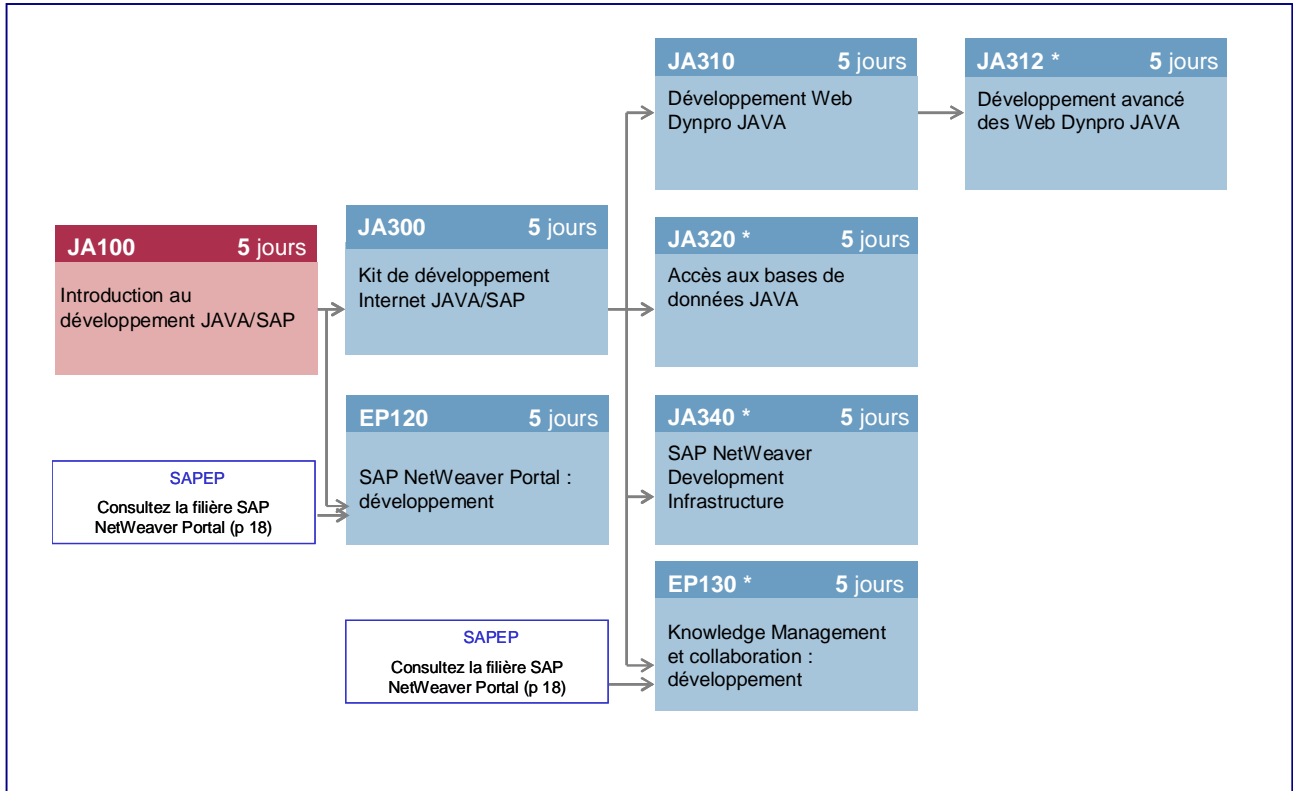 JA100 5 jours
Introduction au
développement JAVA/SAP
SAPEP
Consultez la filière SAP
NetWeaver Portal (p 18)
JA300 5 jours
Kit de développement
Internet JAVA/SAP
EP120 5 jours
SAP NetWeaver Portal :
développement
SAPEP
Consultez la filière SAP
NetWeaver Portal (p 18)
JA310 5 jours
Développement Web
Dynpro JAVA
JA320 * 5 jours
Accès aux bases de
données JAVA
JA340 * 5 jours
SAP NetWeaver
Development
Infrastructure
EP130 * 5 jours
Knowledge Management
et collaboration :
développement
JA312 * 5 jours
Développement avancé
des Web Dynpro JAVA